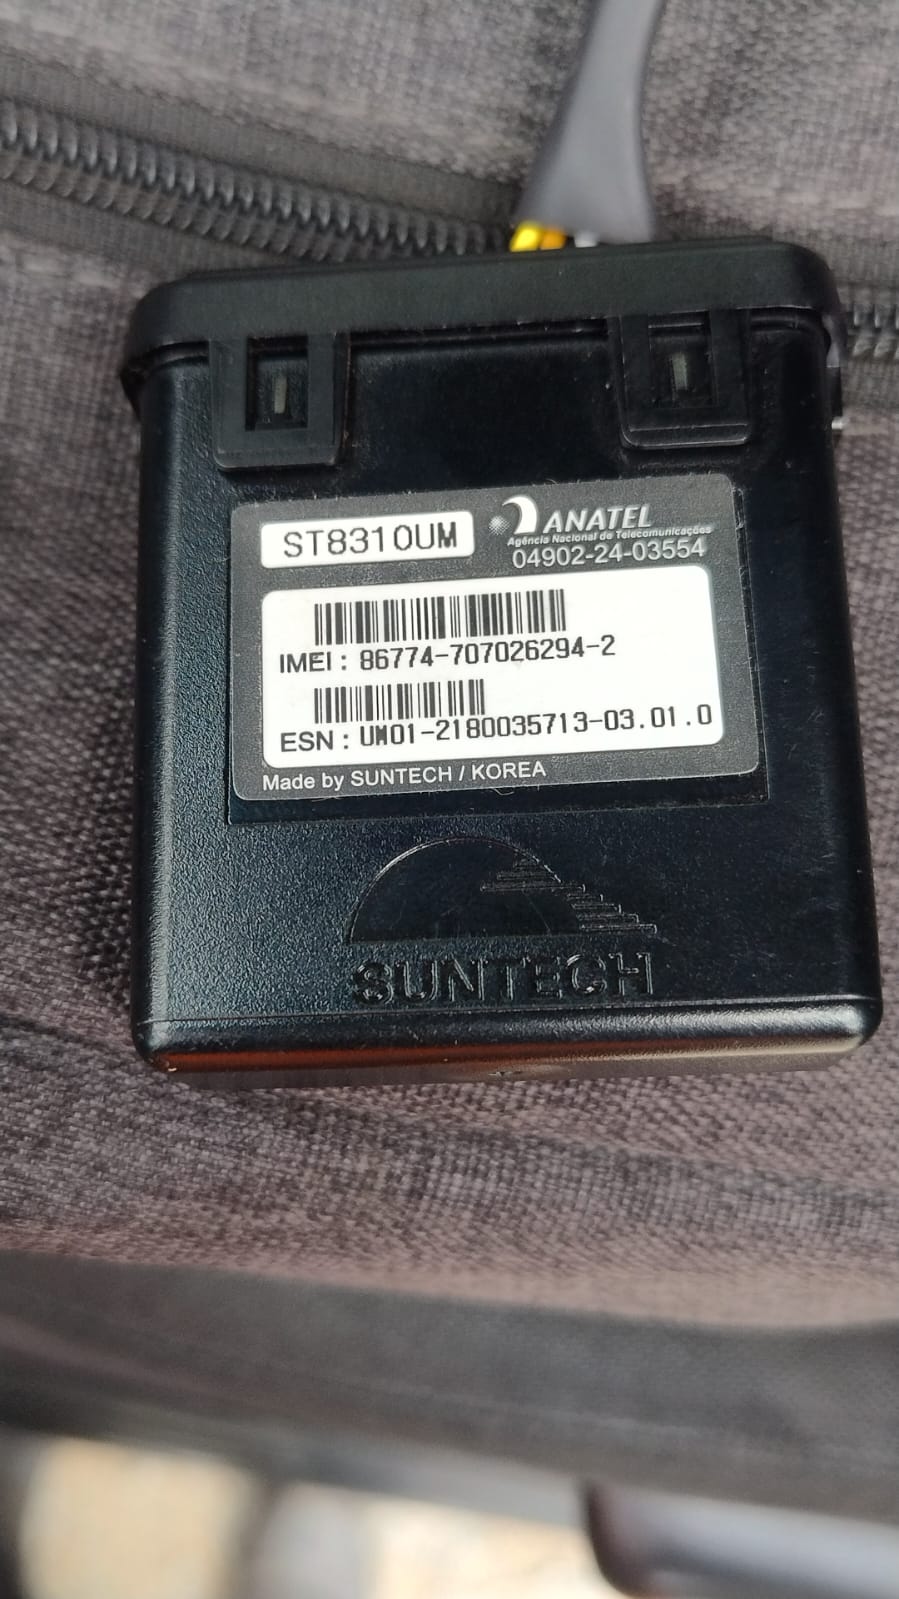 ST8310UM
ANATEL
Agência Nacional de Telecomunicações
04902-24-03554
IMEI : 86774-707026294-2
ESN : UM01-2180035713-03.01.0
Made by SUNTECH / KOREA
SUNTECH